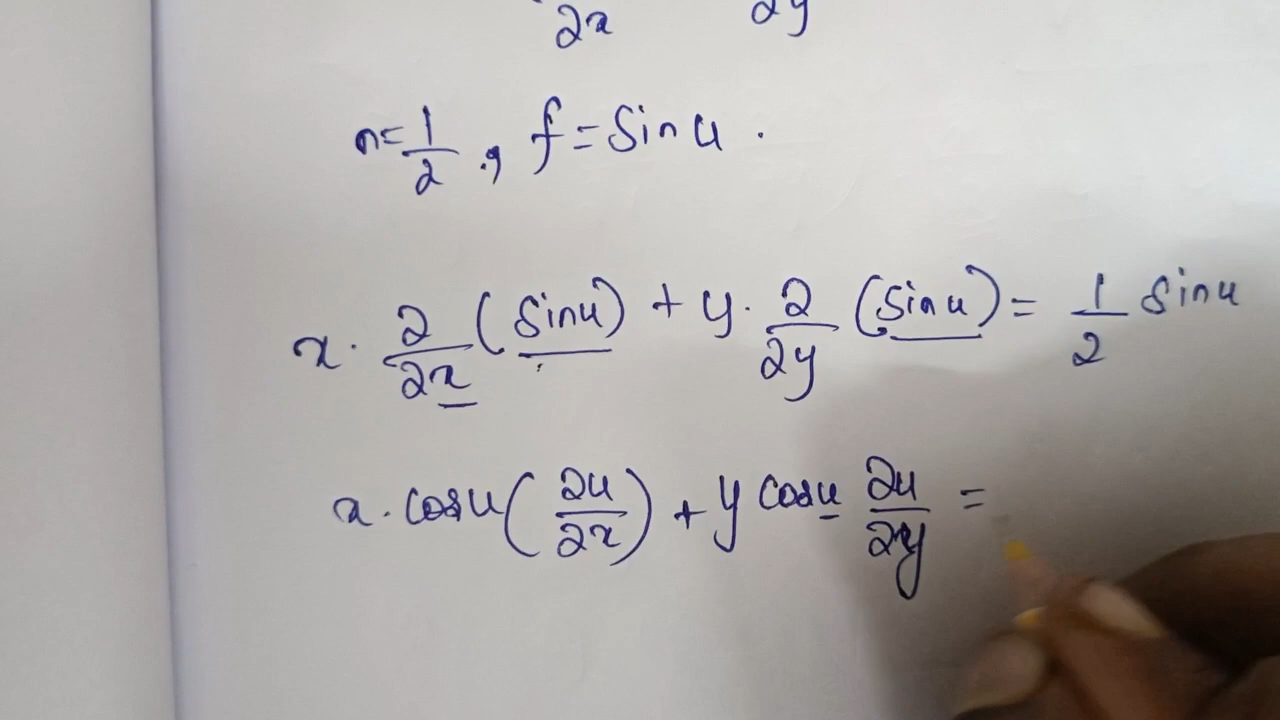 ∂x ∂y
n=1/2, f=Sin u.
x·∂/∂x (Sin u) + y·∂/∂y (Sin u) = 1/2 Sin u
x·cos u (∂u/∂x) + y cos u ∂u/∂y =